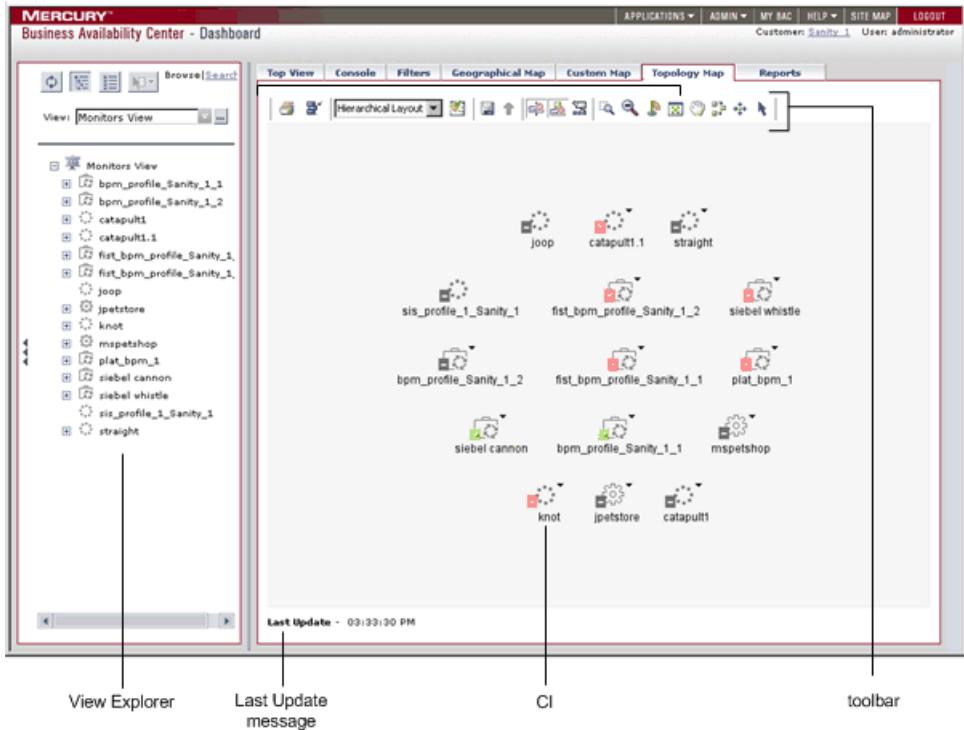 MERCURY™
APPLICATIONS ADMIN MY BAC HELP SITE MAP LOGOUT
Business Availability Center - Dashboard
Customer: Sanity_1 User: administrator
Browse|Search
View: Monitors View ...
Monitors View
bpm_profile_Sanity_1_1
bpm_profile_Sanity_1_2
catapult1
catapult1.1
fist_bpm_profile_Sanity_1_
fist_bpm_profile_Sanity_1_
joop
jpetstore
knot
mspetshop
plat_bpm_1
siebel cannon
siebel whistle
sis_profile_1_Sanity_1
straight
Top View Console Filters Geographical Map Custom Map Topology Map Reports
Hierarchical Layout
joop catapult1.1 straight
sis_profile_1_Sanity_1 fist_bpm_profile_Sanity_1_2 siebel whistle
bpm_profile_Sanity_1_2 fist_bpm_profile_Sanity_1_1 plat_bpm_1
siebel cannon bpm_profile_Sanity_1_1 mspetshop
knot jpetstore catapult1
Last Update - 03:33:30 PM
View Explorer
Last Update
message
CI
toolbar